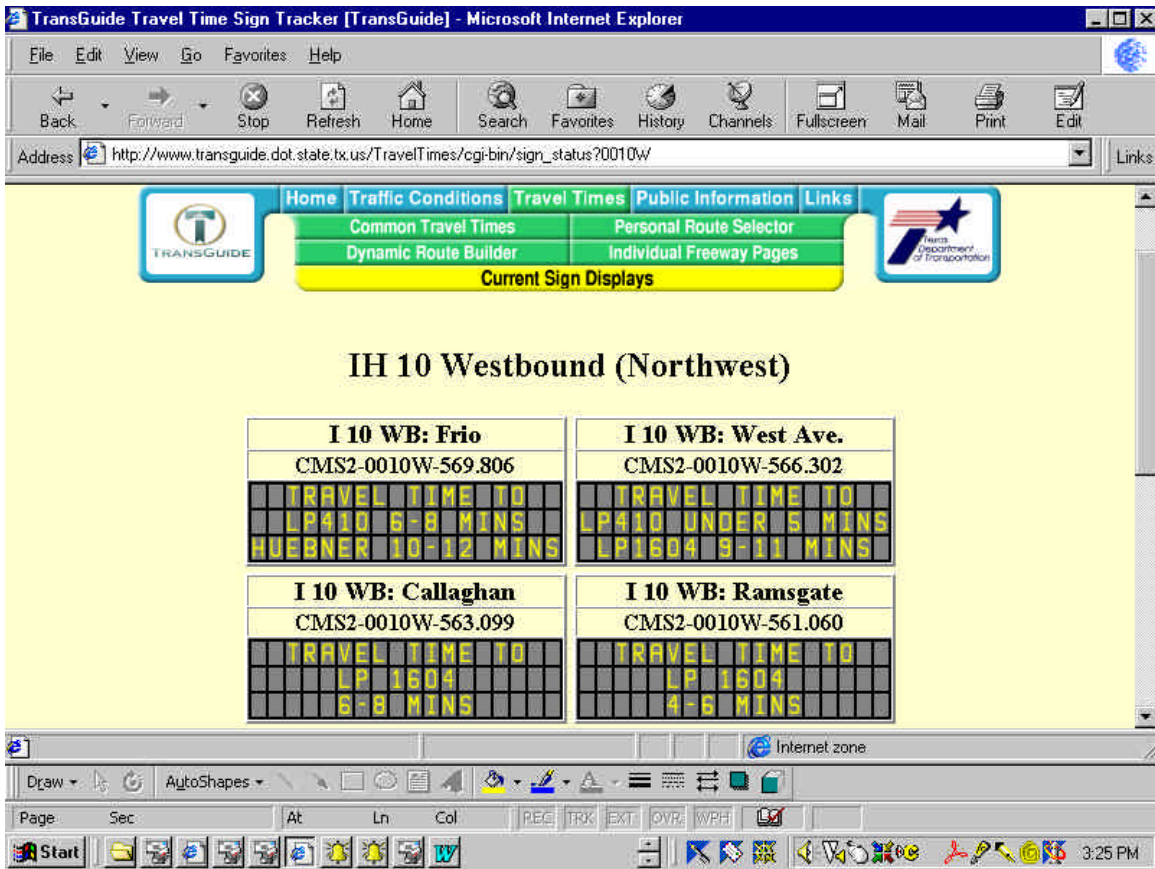 TransGuide Travel Time Sign Tracker [TransGuide] - Microsoft Internet Explorer
File Edit View Go Favorites Help
Back Forward Stop Refresh Home Search Favorites History Channels Fullscreen Mail Print Edit
Address http://www.transguide.dot.state.tx.us/TravelTimes/cgi-bin/sign_status?0010W Links
Home Traffic Conditions Travel Times Public Information Links
Common Travel Times Personal Route Selector
Dynamic Route Builder Individual Freeway Pages
Current Sign Displays
T
TRANSGUIDE
Texas
Department
of Transportation
IH 10 Westbound (Northwest)
I 10 WB: Frio
CMS2-0010W-569.806
TRAVEL TIME TO
LP410 6-8 MINS
HUEBNER 10-12 MINS
I 10 WB: West Ave.
CMS2-0010W-566.302
TRAVEL TIME TO
LP410 UNDER 5 MINS
LP1604 9-11 MINS
I 10 WB: Callaghan
CMS2-0010W-563.099
TRAVEL TIME TO
LP 1604
6-8 MINS
I 10 WB: Ramsgate
CMS2-0010W-561.060
TRAVEL TIME TO
LP 1604
4-6 MINS
Internet zone
Draw AutoShapes
Page Sec At Ln Col REC TRK EXT OVR WPH
Start 3:25 PM